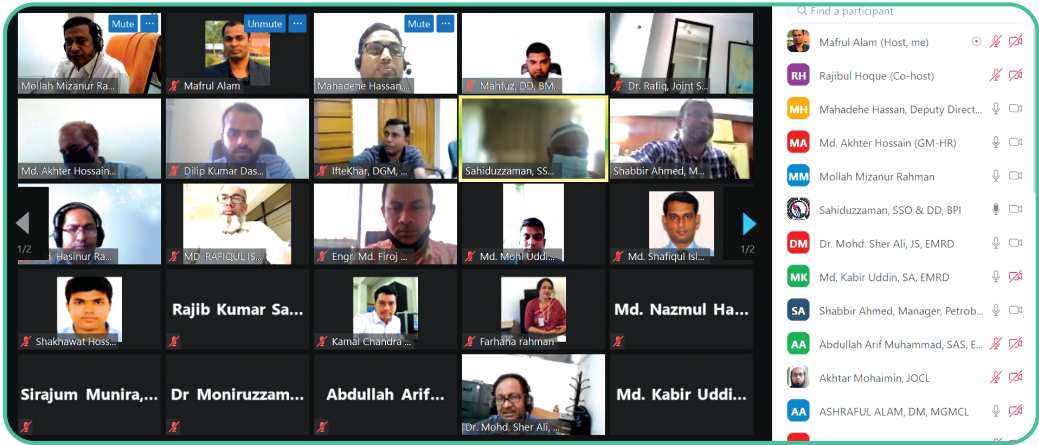 Mute
Unmute
Mute
Mollah Mizanur Ra...
Mafrul Alam
Mahadene Hassan,...
Mahfuz, DD, BM...
Dr. Rafiq, Joint S...
Md. Akhter Hossain...
Dilip Kumar Das...
IfteKhar, DGM, ...
Sahiduzzaman, SS...
Shabbir Ahmed, M...
1/2
. Hasinur Ra...
MD. RAFIQUL IS...
Engr. Md. Firoj ...
Md. Mohi Uddi...
Md. Shafiqul Isl...
1/2
Shakhawat Hoss...
Rajib Kumar Sa...
Kamal Chandra ...
Farhana rahman
Md. Nazmul Ha...
Sirajum Munira,...
Dr Moniruzzam...
Abdullah Arif...
Dr. Mohd. Sher Ali, ...
Md. Kabir Uddi...
Find a participant
Mafrul Alam (Host, me)
RH Rajibul Hoque (Co-host)
MH Mahadehe Hassan, Deputy Direct...
MA Md. Akhter Hossain (GM-HR)
MM Mollah Mizanur Rahman
Sahiduzzaman, SSO & DD, BPI
DM Dr. Mohd. Sher Ali, JS, EMRD
MK Md. Kabir Uddin, SA, EMRD
SA Shabbir Ahmed, Manager, Petrob...
AA Abdullah Arif Muhammad, SAS, E...
Akhtar Mohaimin, JOCL
AA ASHRAFUL ALAM, DM, MGMCL